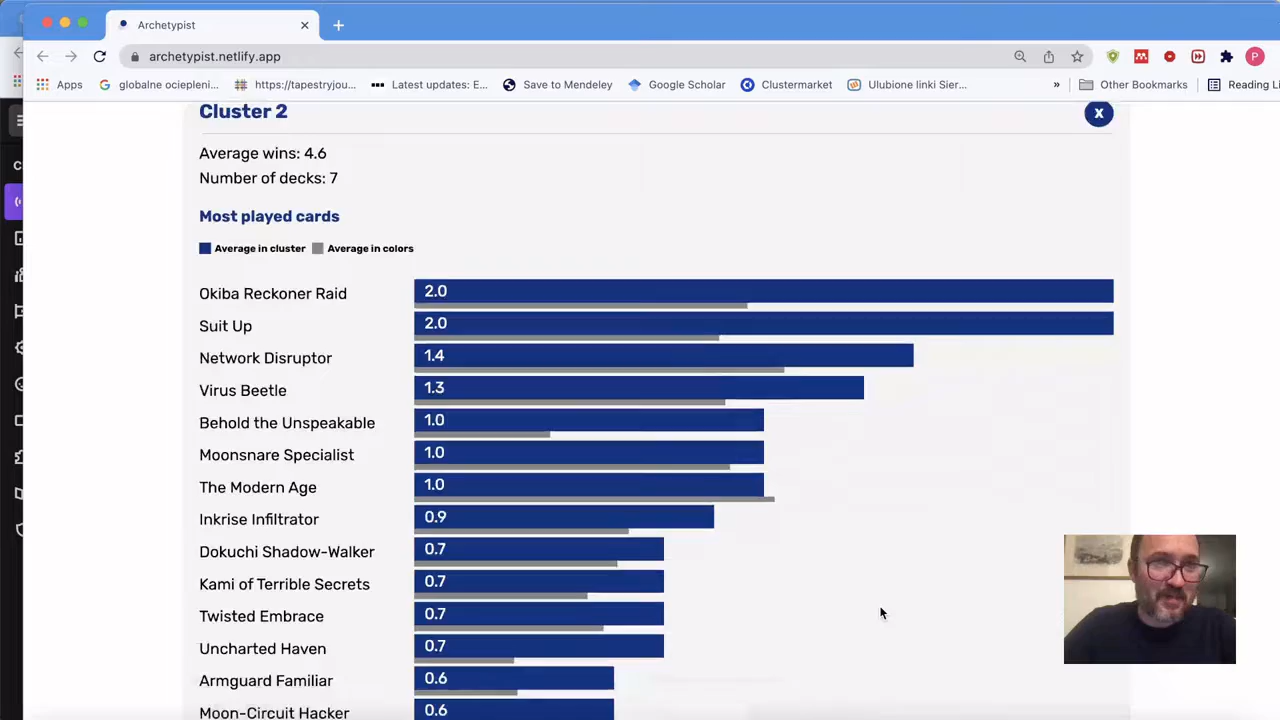 Archetypist
archetypist.netlify.app
P
Apps
globalne ociepleni...
https://tapestryjou...
Latest updates: E...
Save to Mendeley
Google Scholar
Clustermarket
Ulubione linki Sier...
»
Other Bookmarks
Reading Li
Cluster 2
X
Average wins: 4.6
Number of decks: 7
Most played cards
Average in cluster
Average in colors
Okiba Reckoner Raid 2.0
Suit Up 2.0
Network Disruptor 1.4
Virus Beetle 1.3
Behold the Unspeakable 1.0
Moonsnare Specialist 1.0
The Modern Age 1.0
Inkrise Infiltrator 0.9
Dokuchi Shadow-Walker 0.7
Kami of Terrible Secrets 0.7
Twisted Embrace 0.7
Uncharted Haven 0.7
Armguard Familiar 0.6
Moon-Circuit Hacker 0.6